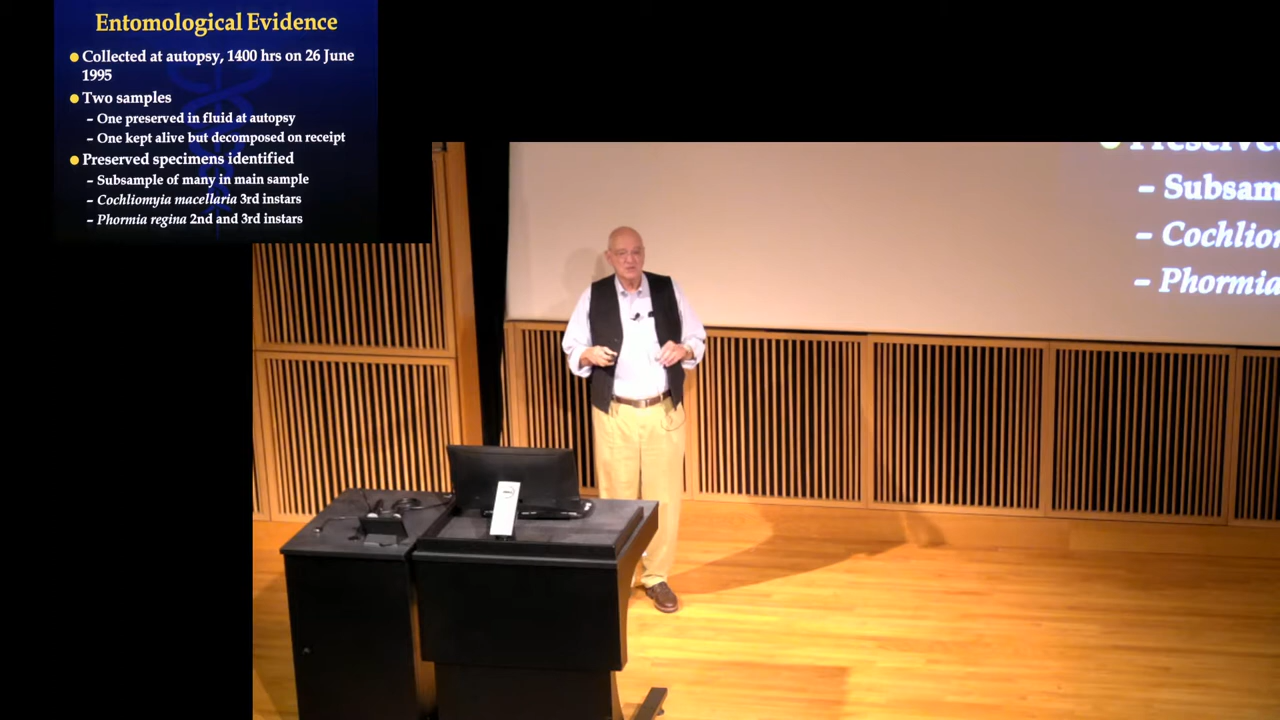 Entomological Evidence
Collected at autopsy, 1400 hrs on 26 June
1995
Two samples
– One preserved in fluid at autopsy
– One kept alive but decomposed on receipt
Preserved specimens identified
– Subsample of many in main sample
– Cochliomyia macellaria 3rd instars
– Phormia regina 2nd and 3rd instars
– Subsam
– Cochlion
– Phormia